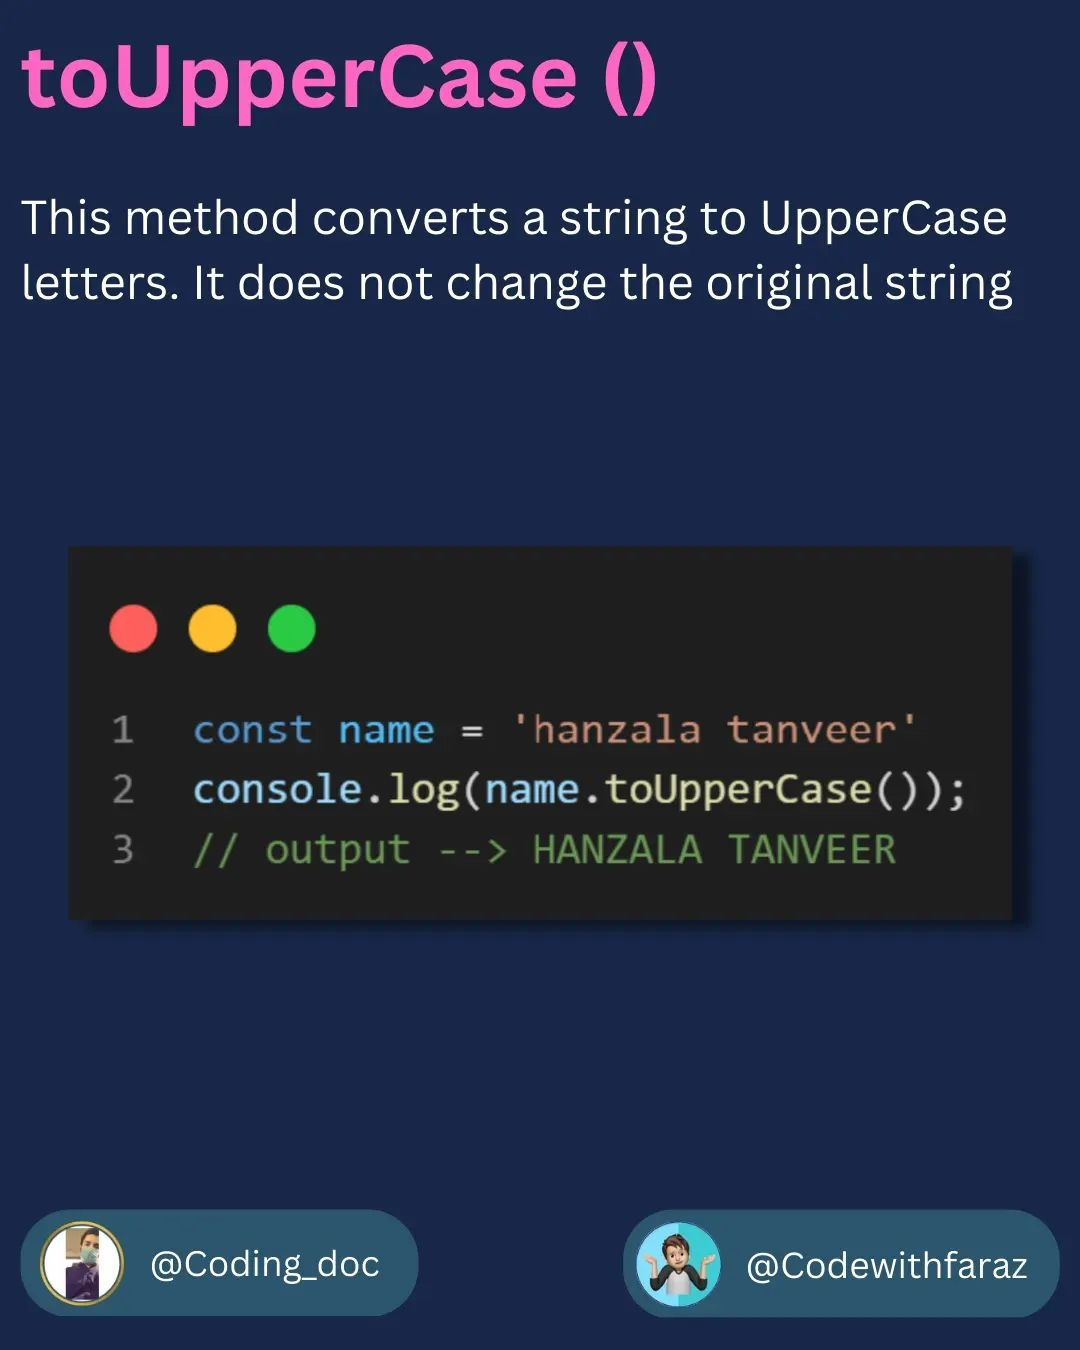 toUpperCase ()
This method converts a string to UpperCase
letters. It does not change the original string
1 const name = 'hanzala tanveer'
2 console.log(name.toUpperCase());
3 // output --> HANZALA TANVEER
@Coding_doc
@Codewithfaraz